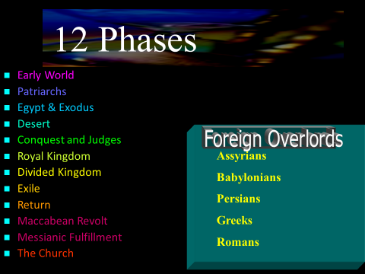 12 Phases
Early World
Patriarchs
Egypt & Exodus
Desert
Conquest and Judges
Royal Kingdom
Divided Kingdom
Exile
Return
Maccabean Revolt
Messianic Fulfillment
The Church
Foreign Overlords
Assyrians
Babylonians
Persians
Greeks
Romans